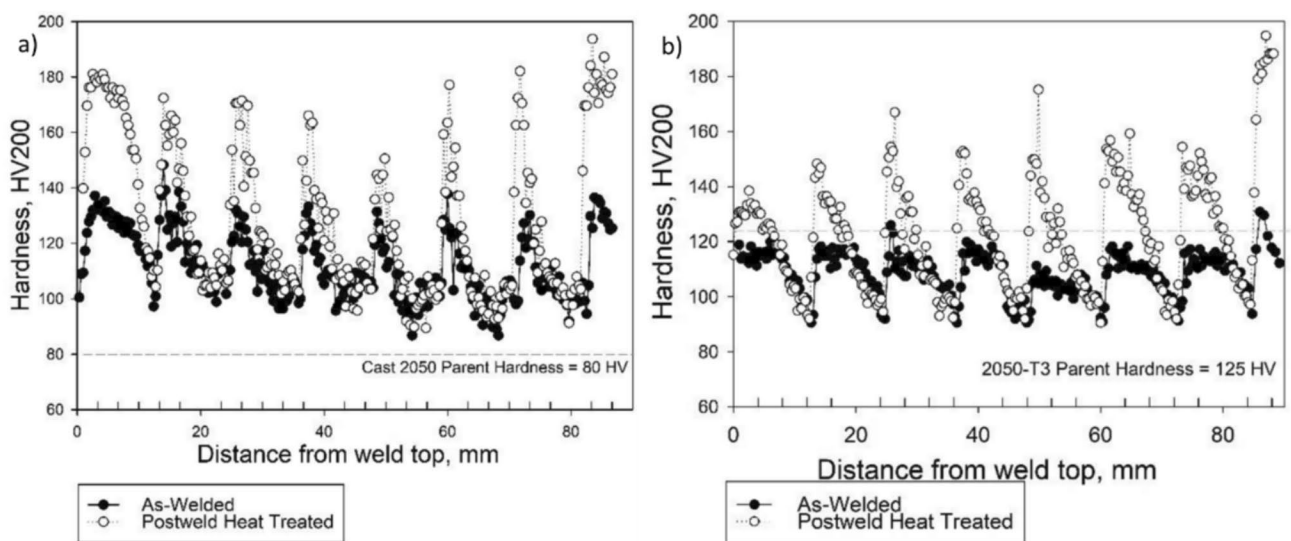 a)
Hardness, HV200
200
180
160
140
120
100
80
60
Cast 2050 Parent Hardness = 80 HV
0 20 40 60 80
Distance from weld top, mm
As-Welded
Postweld Heat Treated
b)
Hardness, HV200
200
180
160
140
120
100
80
60
2050-T3 Parent Hardness = 125 HV
0 20 40 60 80
Distance from weld top, mm
As-Welded
Postweld Heat Treated